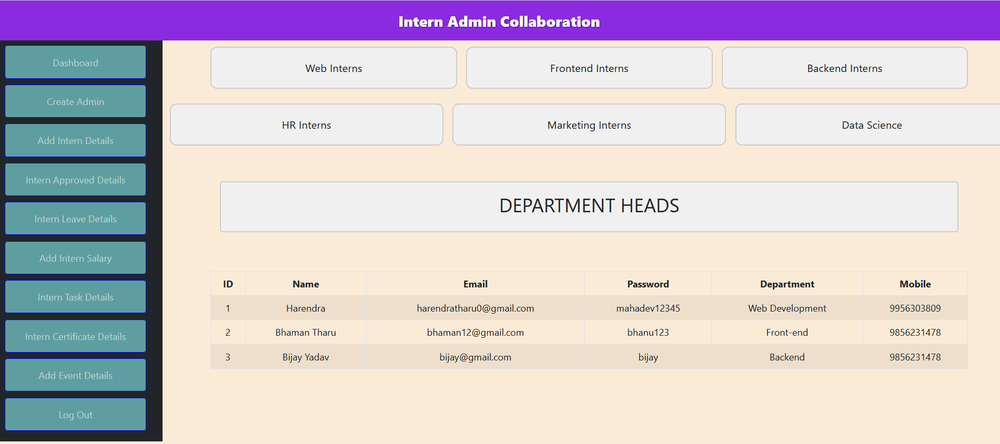 Intern Admin Collaboration
Dashboard
Create Admin
Add Intern Details
Intern Approved Details
Intern Leave Details
Add Intern Salary
Intern Task Details
Intern Certificate Details
Add Event Details
Log Out
Web Interns Frontend Interns Backend Interns
HR Interns Marketing Interns Data Science
DEPARTMENT HEADS
ID Name Email Password Department Mobile
1 Harendra harendratharu0@gmail.com mahadev12345 Web Development 9956303809
2 Bhaman Tharu bhaman12@gmail.com bhanu123 Front-end 9856231478
3 Bijay Yadav bijay@gmail.com bijay Backend 9856231478